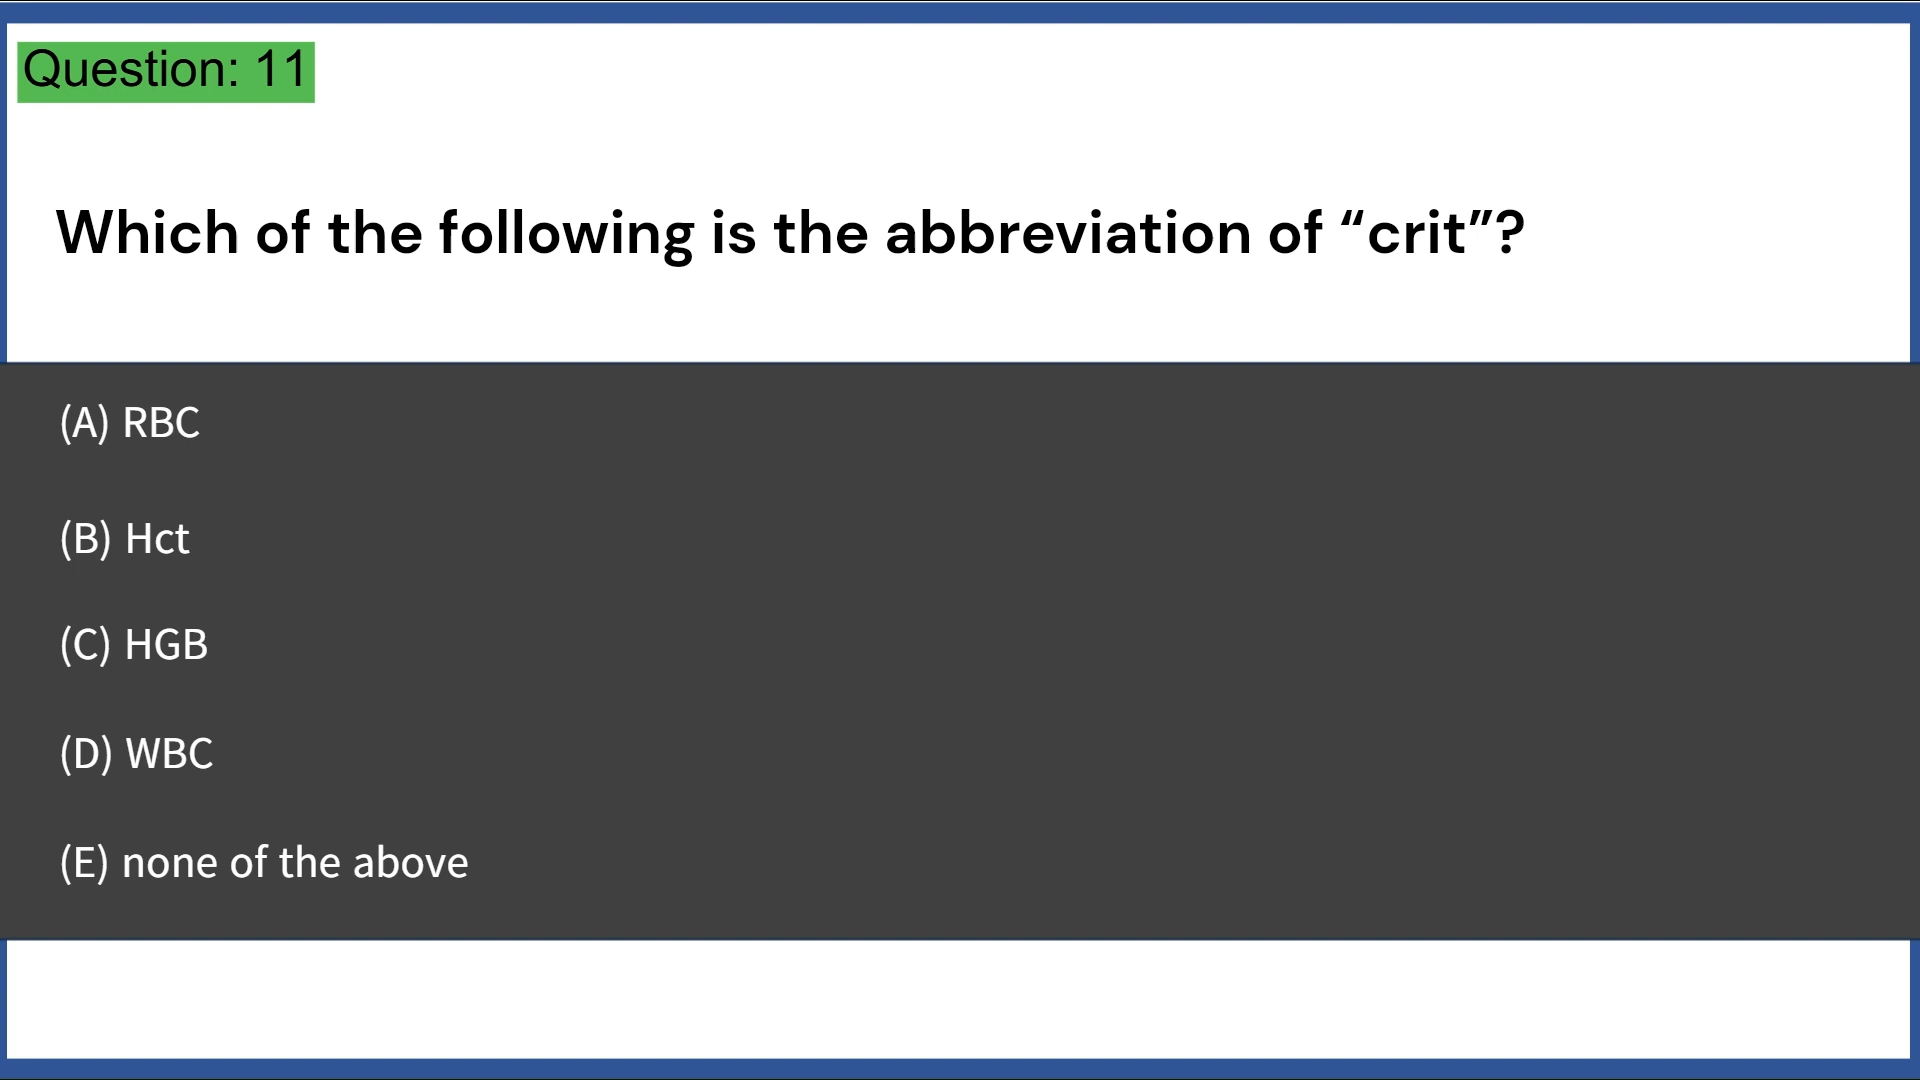 Question: 11
Which of the following is the abbreviation of “crit”?
(A) RBC
(B) Hct
(C) HGB
(D) WBC
(E) none of the above